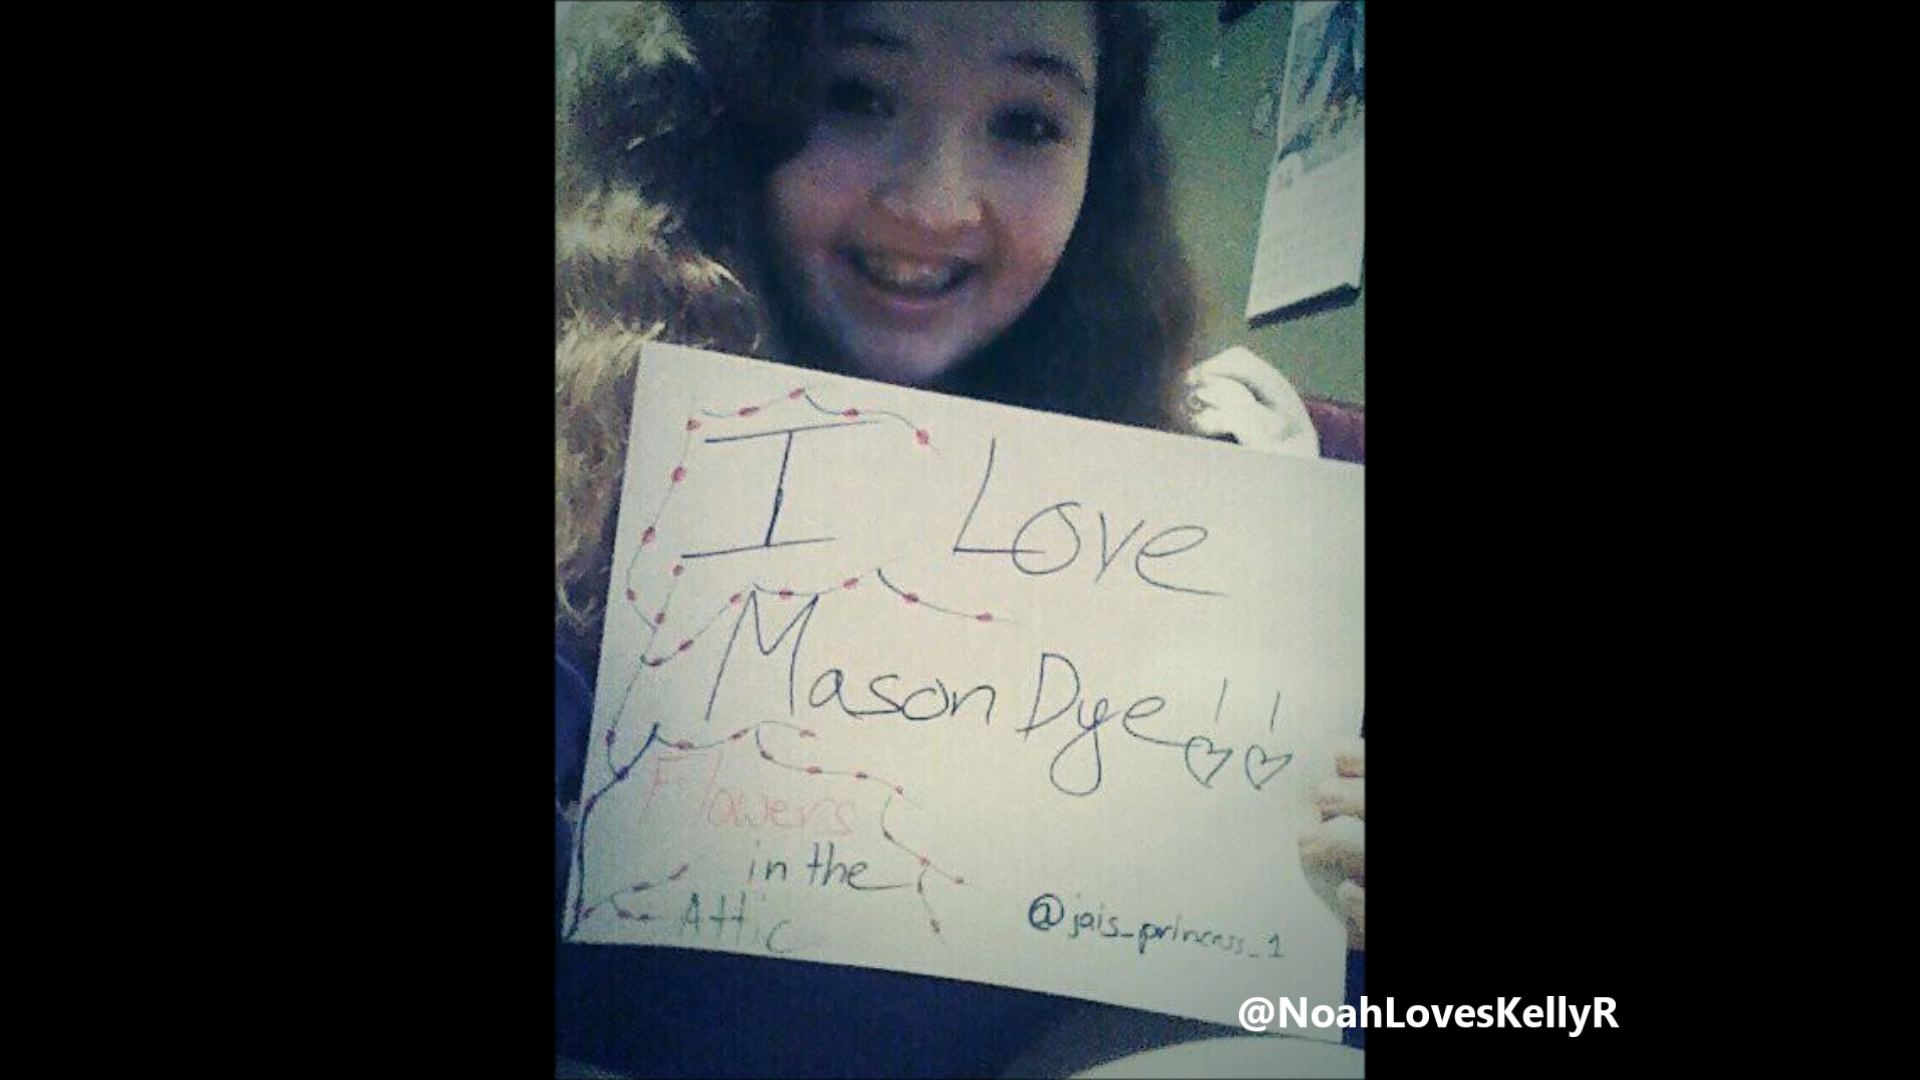 I Love
Mason Dye!!
Flowers
in the
Attic
@jais_princess_1
@NoahLovesKellyR